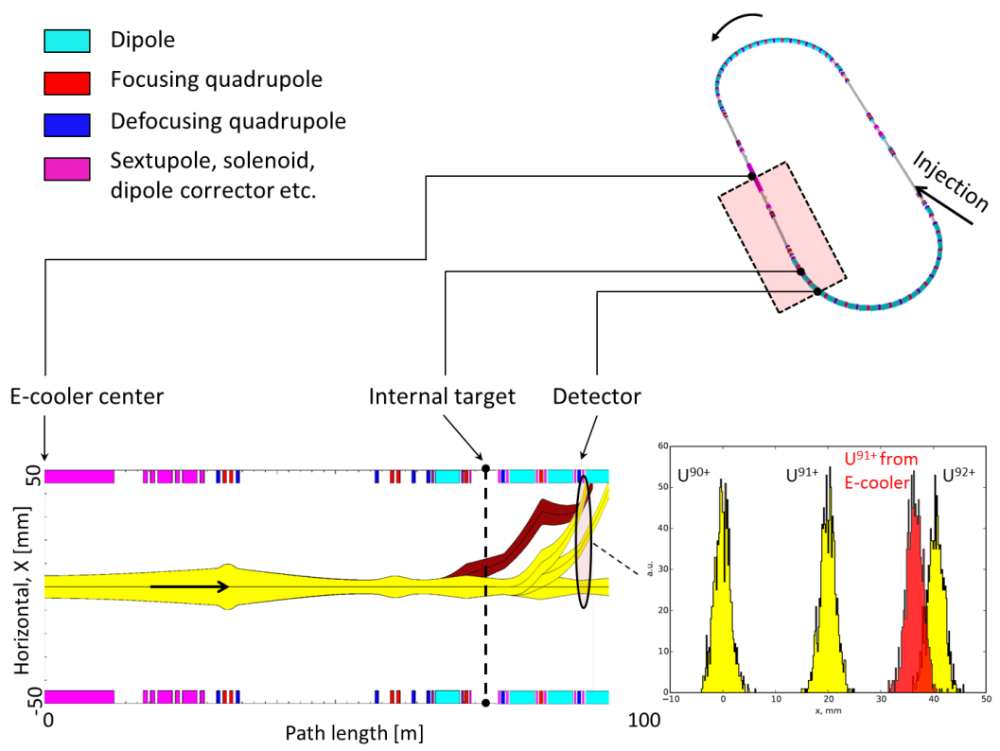 Dipole
Focusing quadrupole
Defocusing quadrupole
Sextupole, solenoid,
dipole corrector etc.
Injection
E-cooler center
Internal target
Detector
50
-50
Horizontal, X [mm]
0
Path length [m]
100
U90+
U91+
U91+ from
E-cooler
U92+
60
50
40
30
20
10
0
a.u.
−10
0
10
20
30
40
50
x, mm